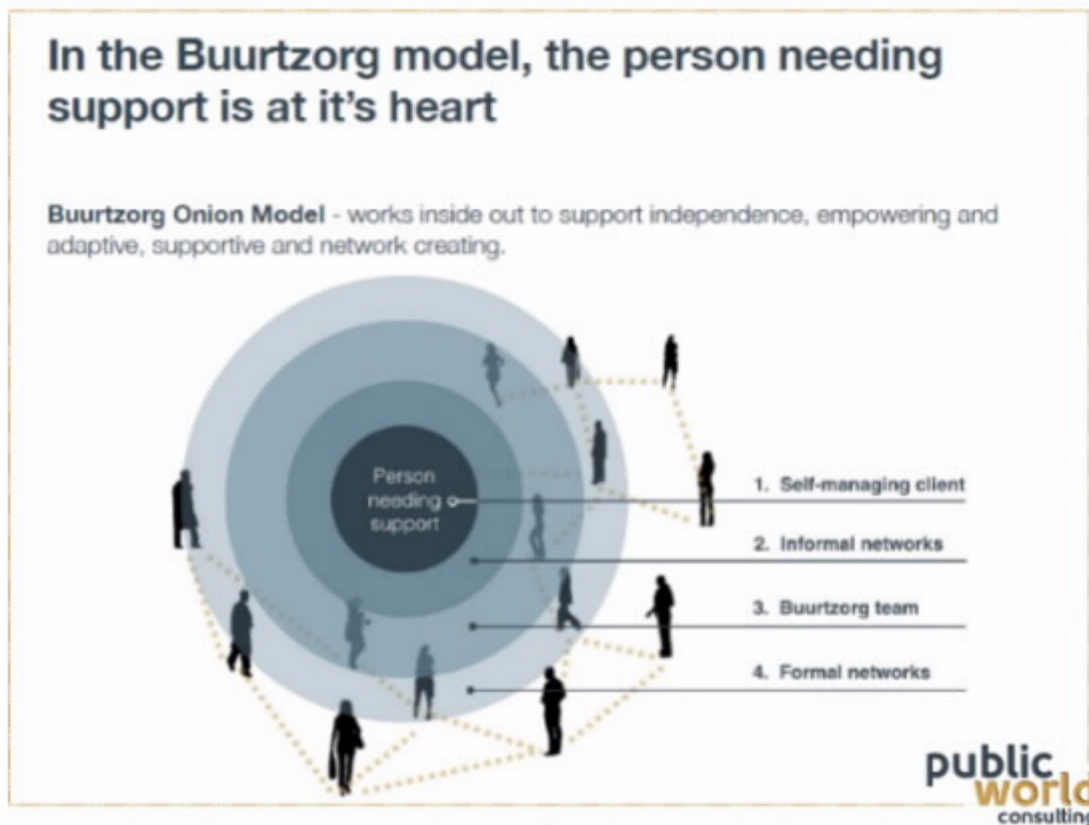 In the Buurtzorg model, the person needing
support is at it's heart
Buurtzorg Onion Model - works inside out to support independence, empowering and
adaptive, supportive and network creating.
Person
needing
support
1. Self-managing client
2. Informal networks
3. Buurtzorg team
4. Formal networks
public
world
consulting